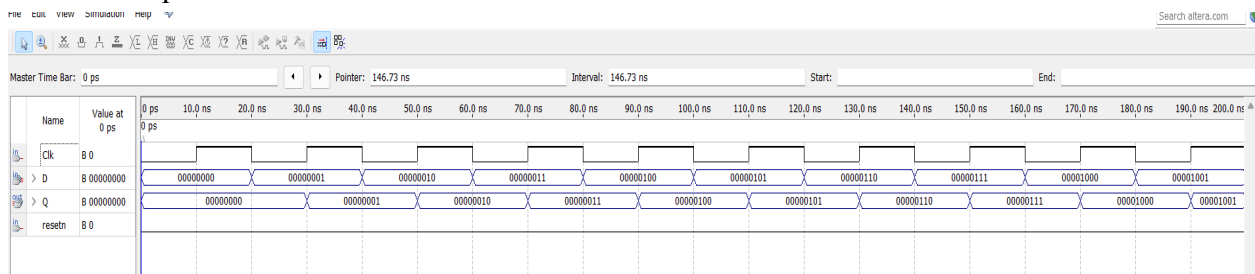 File Edit View Simulation Help
Search altera.com
Master Time Bar: 0 ps Pointer: 146.73 ns Interval: 146.73 ns Start: End:
Name Value at 0 ps 0 ps 10.0 ns 20.0 ns 30.0 ns 40.0 ns 50.0 ns 60.0 ns 70.0 ns 80.0 ns 90.0 ns 100.0 ns 110.0 ns 120.0 ns 130.0 ns 140.0 ns 150.0 ns 160.0 ns 170.0 ns 180.0 ns 190.0 ns 200.0 ns
0 ps
Clk B 0
D B 00000000 00000000 00000001 00000010 00000011 00000100 00000101 00000110 00000111 00001000 00001001
Q B 00000000 00000000 00000001 00000010 00000011 00000100 00000101 00000110 00000111 00001000 00001001
resetn B 0